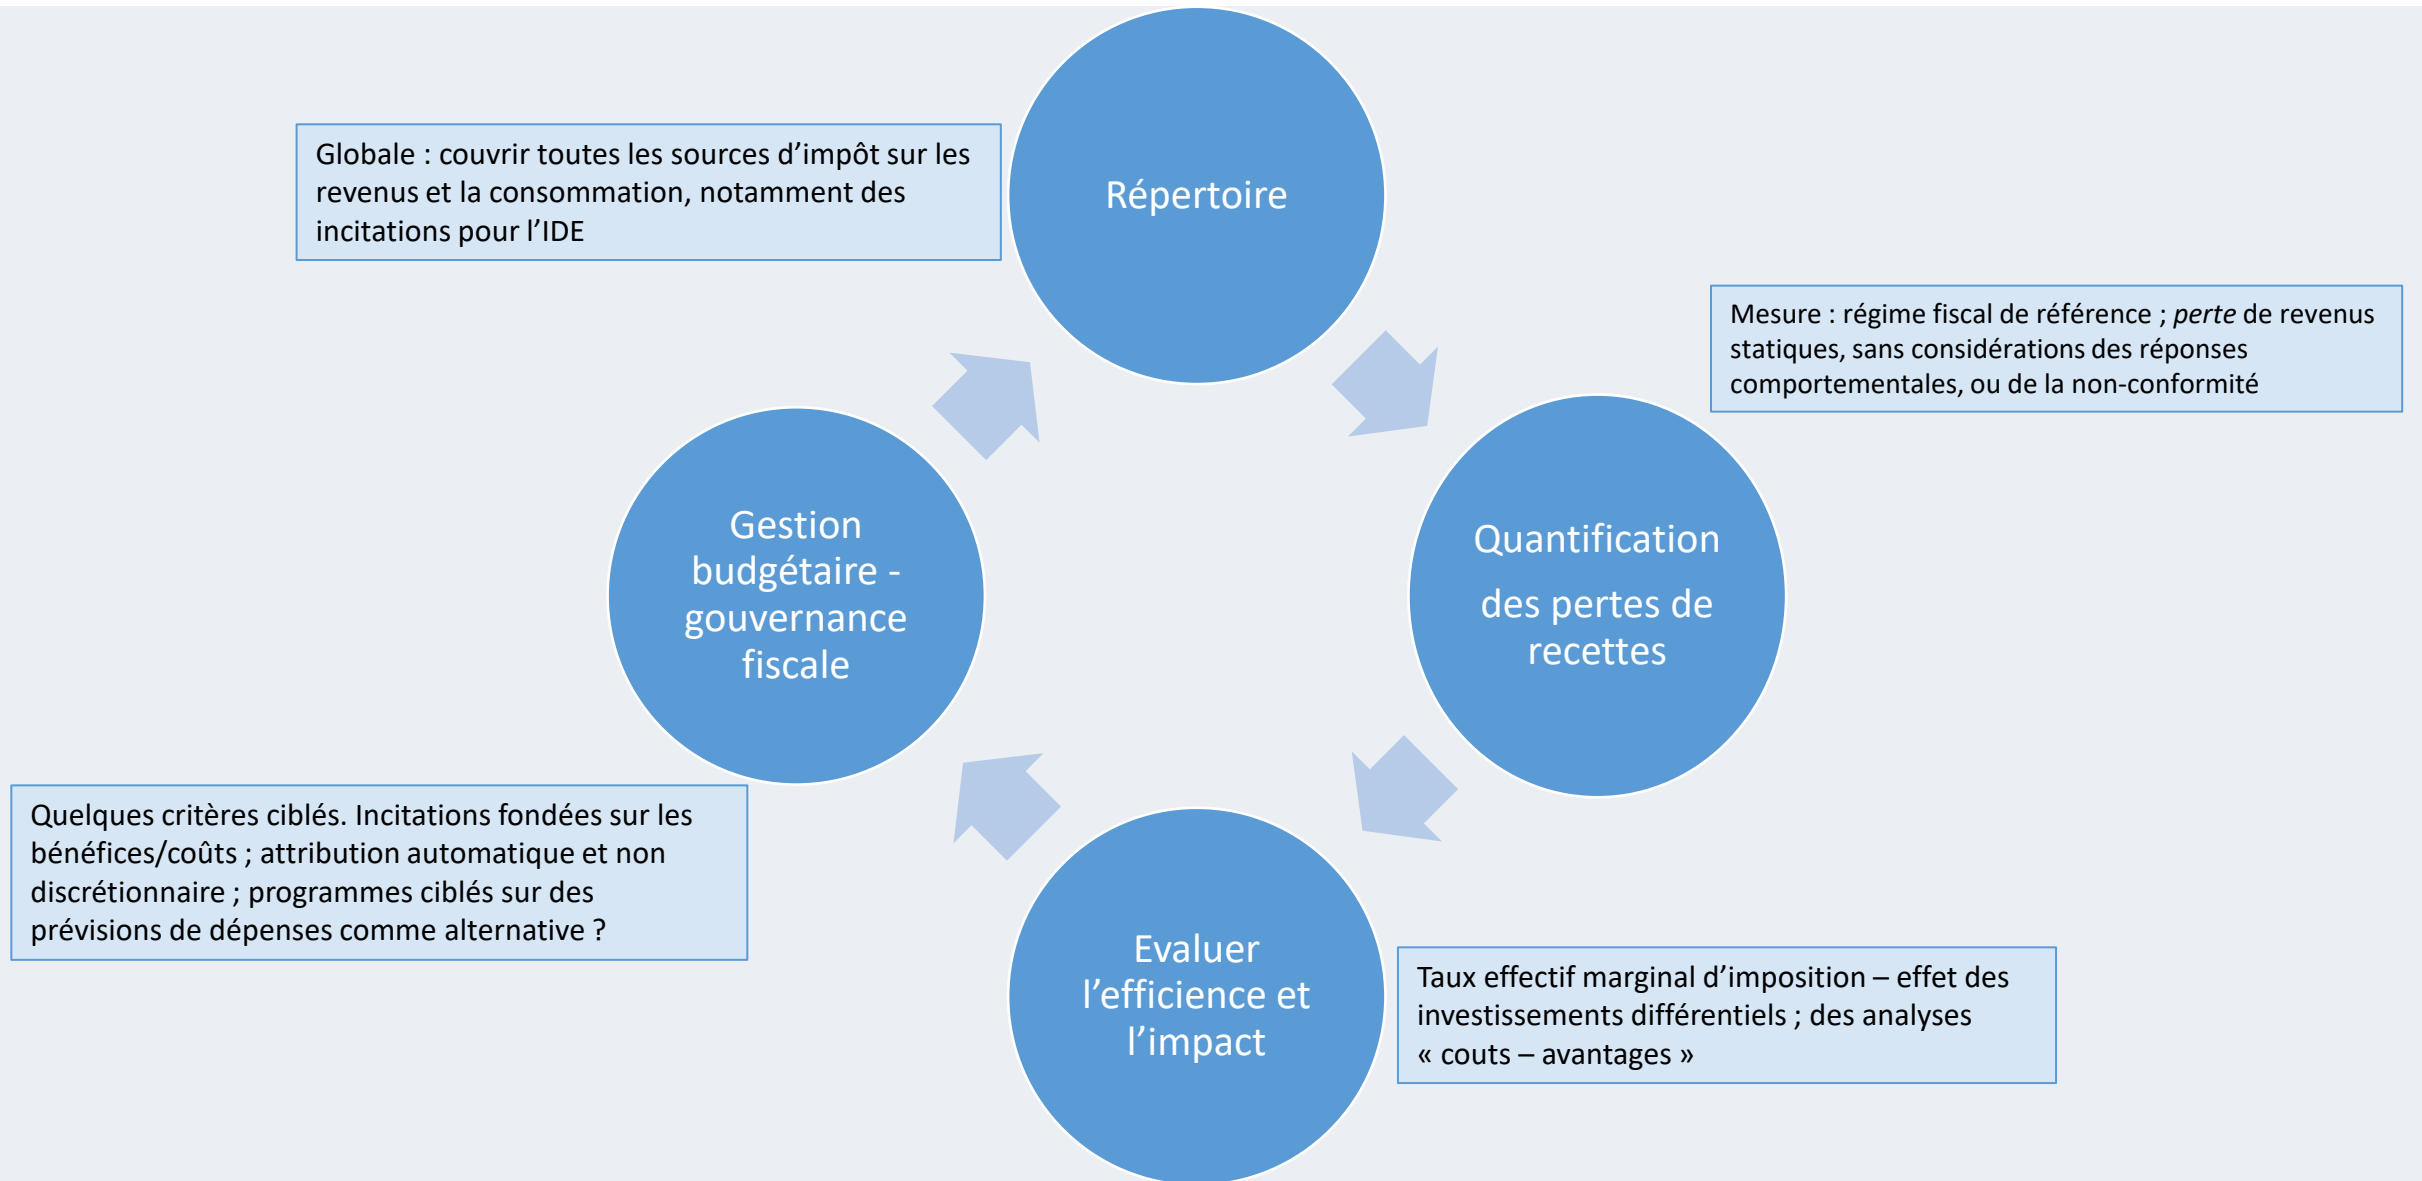 Répertoire
Globale : couvrir toutes les sources d’impôt sur les
revenus et la consommation, notamment des
incitations pour l’IDE
Mesure : régime fiscal de référence ; perte de revenus
statiques, sans considérations des réponses
comportementales, ou de la non-conformité
Quantification
des pertes de
recettes
Gestion
budgétaire -
gouvernance
fiscale
Quelques critères ciblés. Incitations fondées sur les
bénéfices/coûts ; attribution automatique et non
discrétionnaire ; programmes ciblés sur des
prévisions de dépenses comme alternative ?
Evaluer
l’efficience et
l’impact
Taux effectif marginal d’imposition – effet des
investissements différentiels ; des analyses
« couts – avantages »